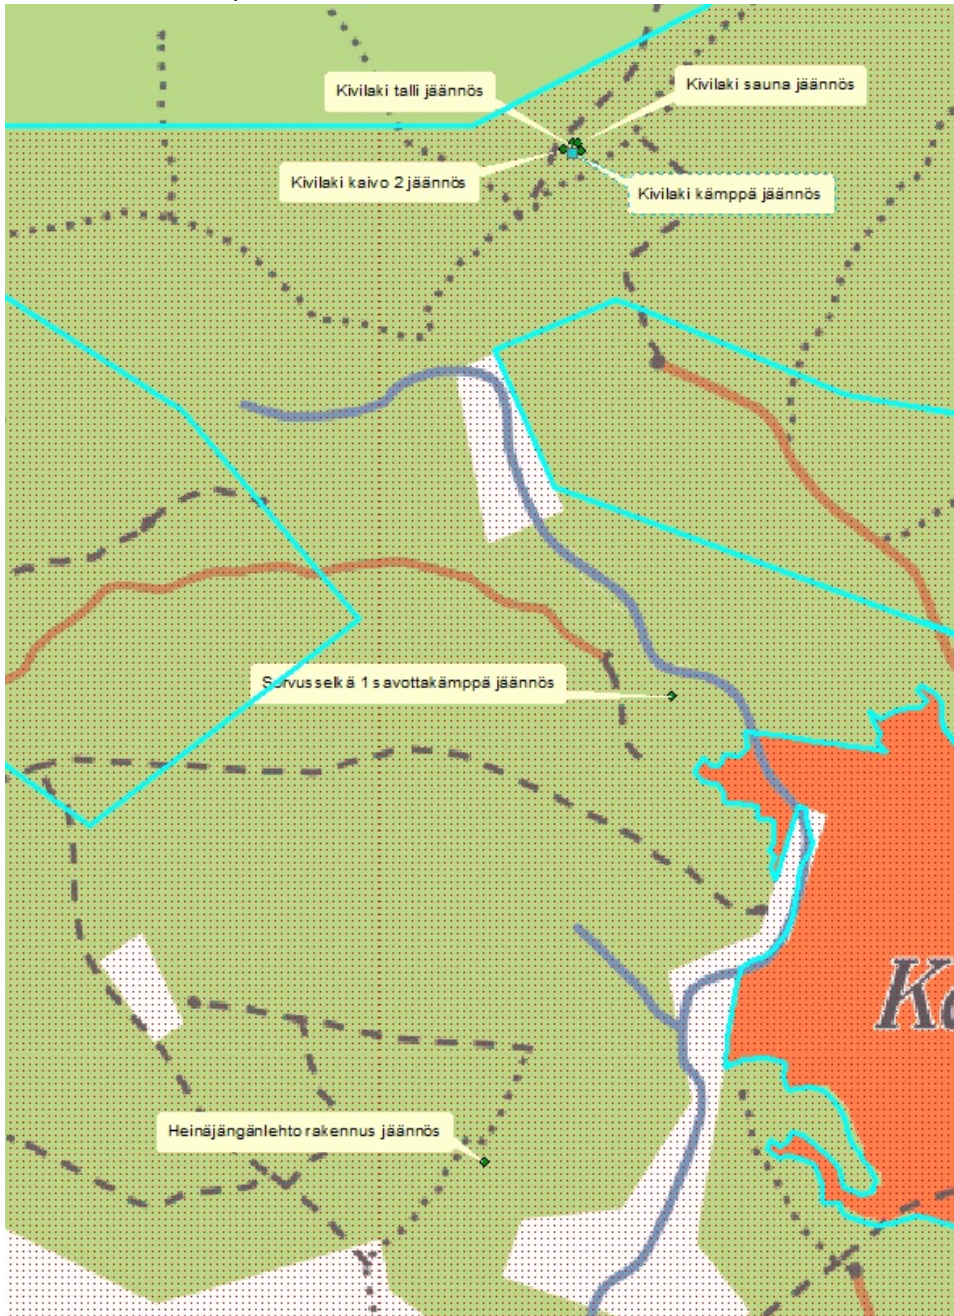 Kivilaki talli jäännös
Kivilaki sauna jäännös
Kivilaki kaivo 2 jäännös
Kivilaki kämppä jäännös
Sorvusselkä 1 savottakämppä jäännös
Heinäjängänlehto rakennus jäännös